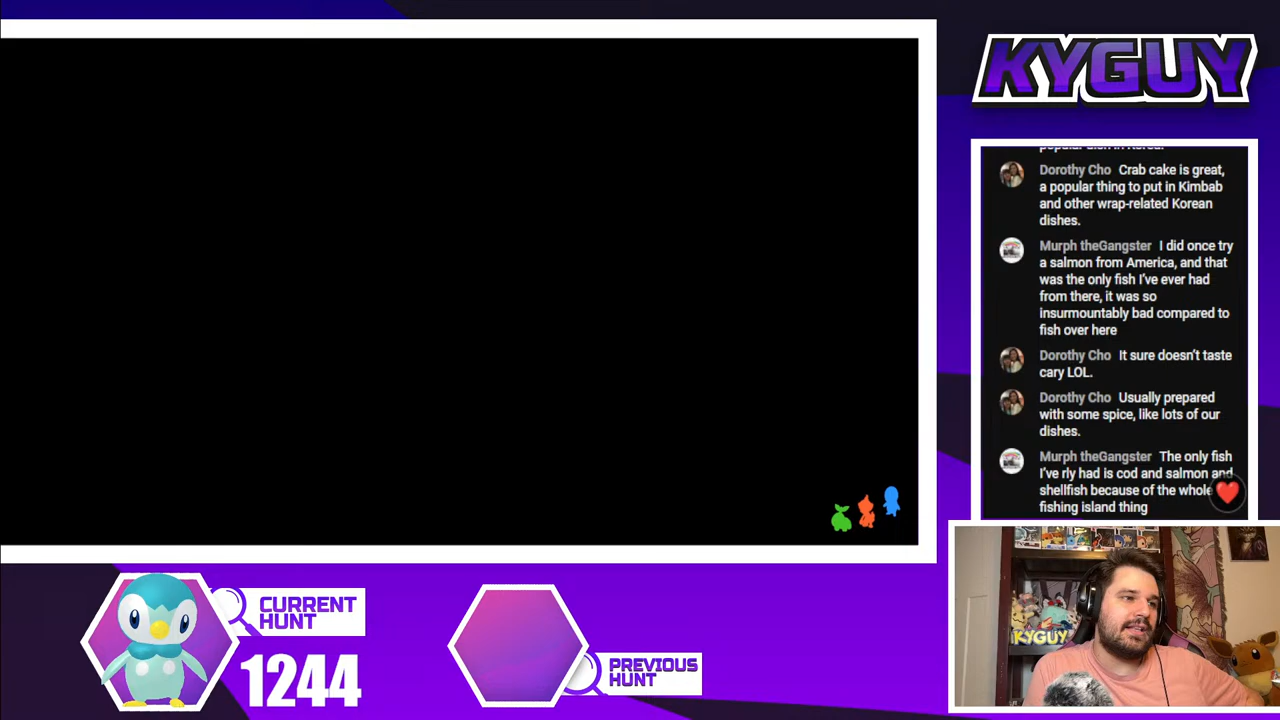 KYGUY
Dorothy Cho Crab cake is great,
a popular thing to put in Kimbab
and other wrap-related Korean
dishes.
Murph theGangster I did once try
a salmon from America, and that
was the only fish I've ever had
from there, it was so
insurmountably bad compared to
fish over here
Dorothy Cho It sure doesn't taste
cary LOL.
Dorothy Cho Usually prepared
with some spice, like lots of our
dishes.
Murph theGangster The only fish
I've rly had is cod and salmon and
shellfish because of the whole
fishing island thing
CURRENT
HUNT
1244
PREVIOUS
HUNT
KYGUY